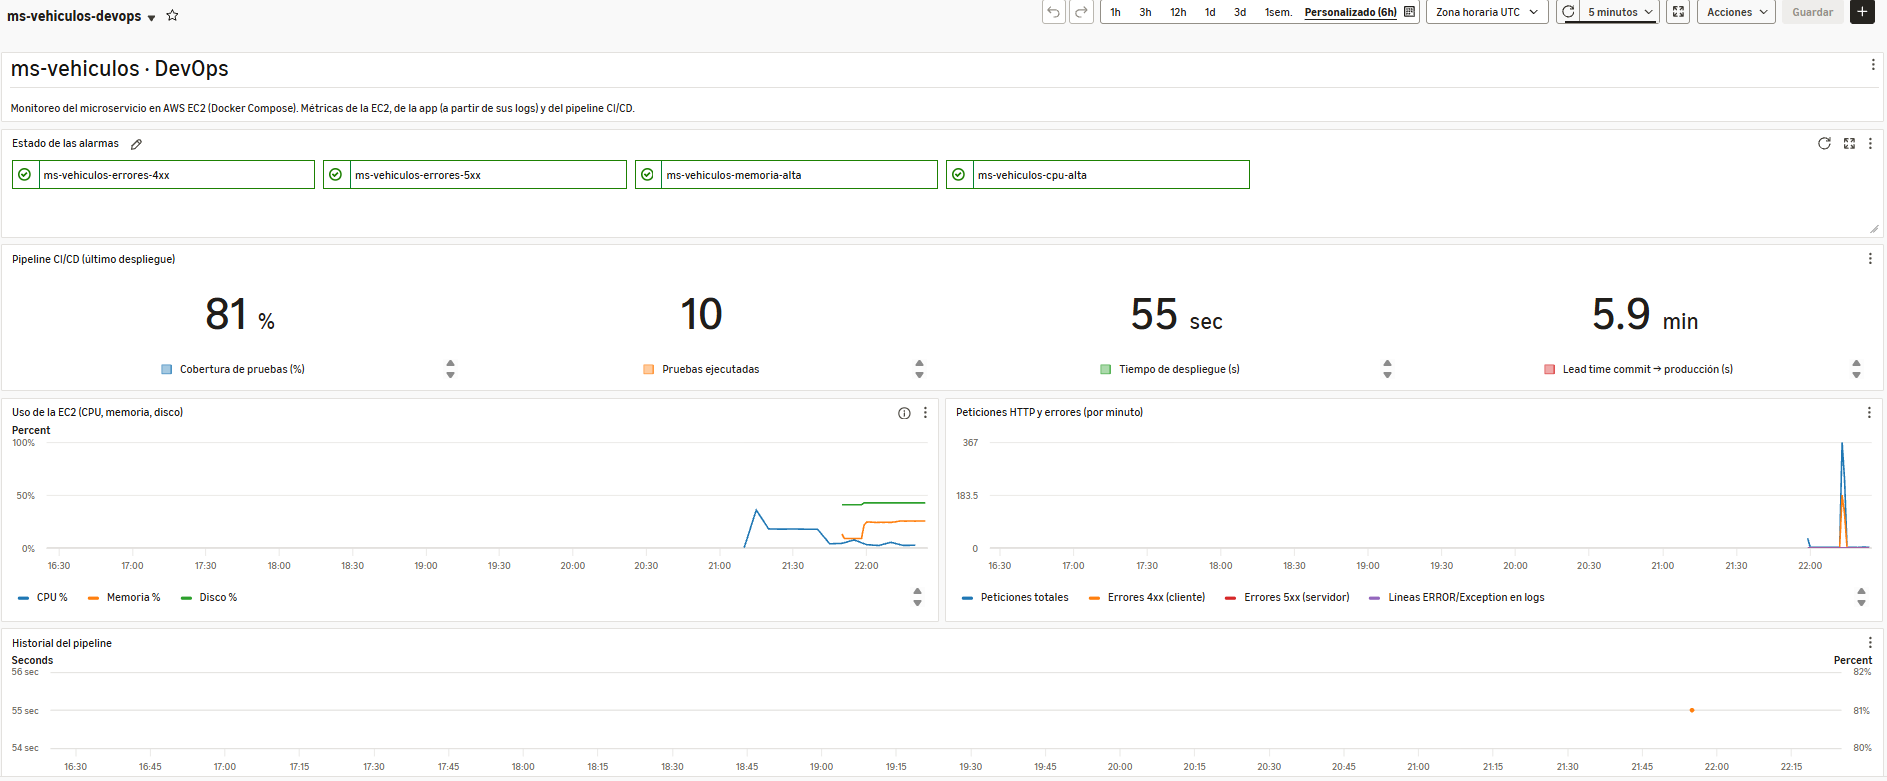 ms-vehiculos-devops
1h 3h 12h 1d 3d 1sem. Personalizado (6h) Zona horaria UTC 5 minutos Acciones Guardar
ms-vehiculos · DevOps
Monitoreo del microservicio en AWS EC2 (Docker Compose). Métricas de la EC2, de la app (a partir de sus logs) y del pipeline CI/CD.
Estado de las alarmas
ms-vehiculos-errores-4xx ms-vehiculos-errores-5xx ms-vehiculos-memoria-alta ms-vehiculos-cpu-alta
Pipeline CI/CD (último despliegue)
81 % 10 55 sec 5.9 min
Cobertura de pruebas (%) Pruebas ejecutadas Tiempo de despliegue (s) Lead time commit → producción (s)
Uso de la EC2 (CPU, memoria, disco)
Percent
100%
50%
0%
16:30 17:00 17:30 18:00 18:30 19:00 19:30 20:00 20:30 21:00 21:30 22:00
CPU % Memoria % Disco %
Peticiones HTTP y errores (por minuto)
367
183.5
0
16:30 17:00 17:30 18:00 18:30 19:00 19:30 20:00 20:30 21:00 21:30 22:00
Peticiones totales Errores 4xx (cliente) Errores 5xx (servidor) Líneas ERROR/Exception en logs
Historial del pipeline
Seconds Percent
56 sec 82%
55 sec 81%
54 sec 80%
16:30 16:45 17:00 17:15 17:30 17:45 18:00 18:15 18:30 18:45 19:00 19:15 19:30 19:45 20:00 20:15 20:30 20:45 21:00 21:15 21:30 21:45 22:00 22:15